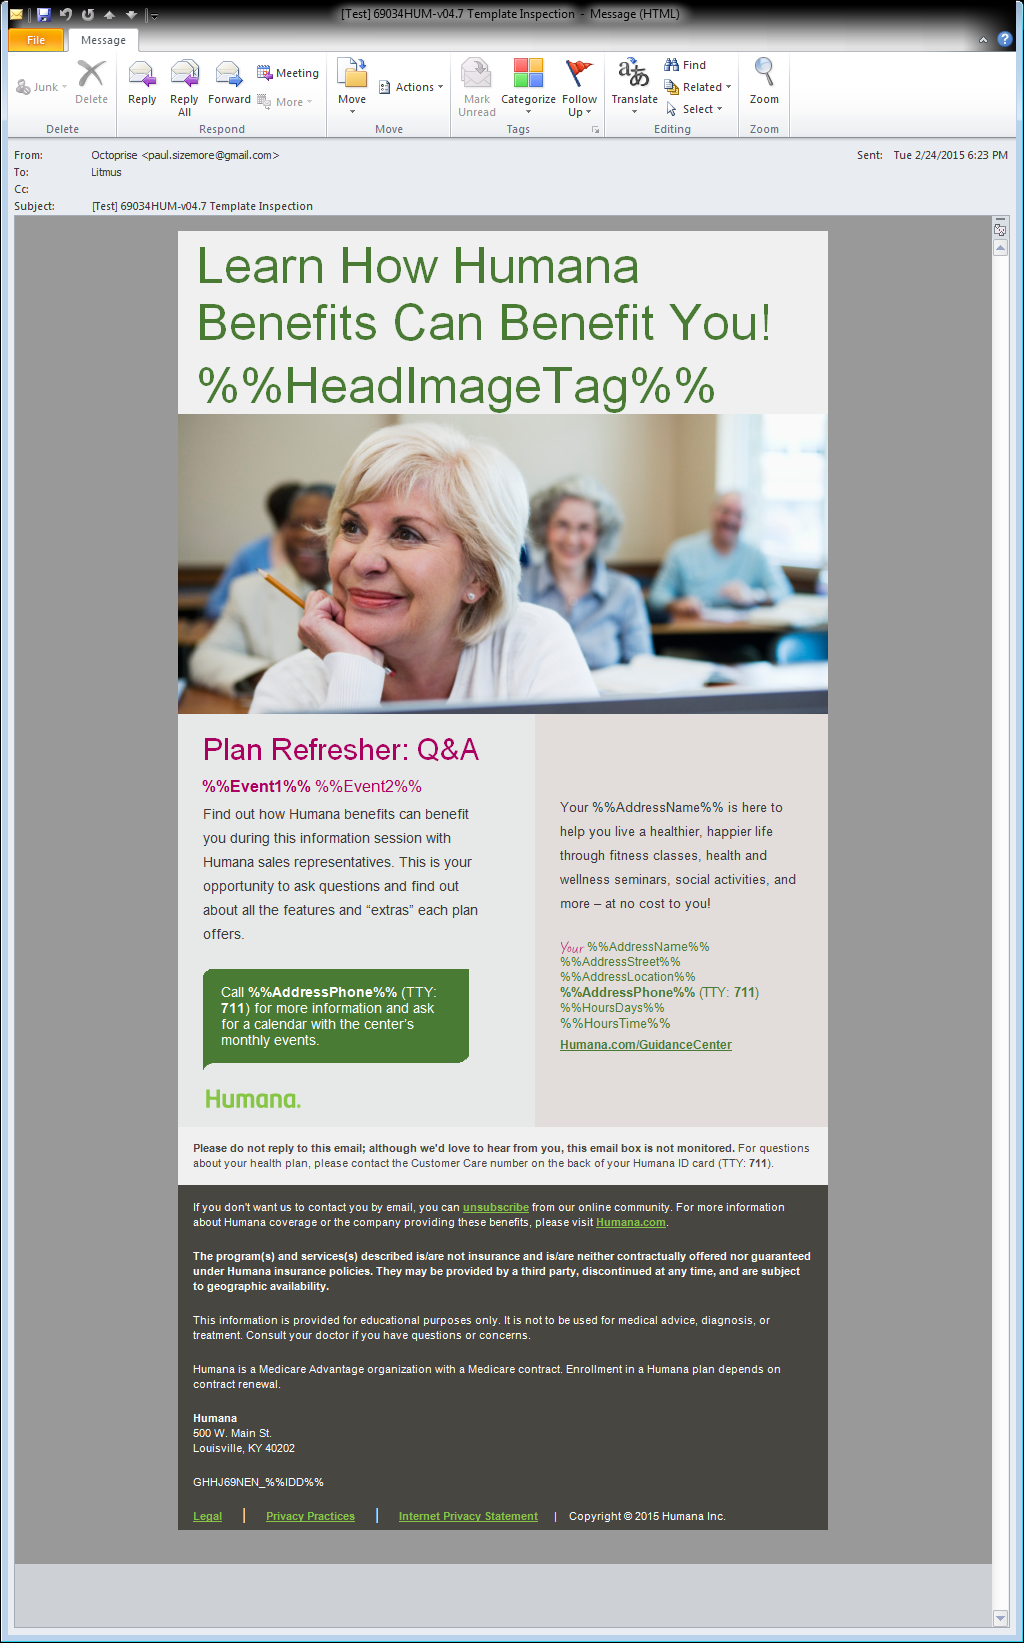 [Test] 69034HUM-v04.7 Template Inspection - Message (HTML)
File
Message
Junk
Delete
Reply
Reply All
Forward
Meeting
More
Move
Actions
Mark Unread
Categorize
Follow Up
Translate
Find
Related
Select
Zoom
Delete
Respond
Move
Tags
Editing
Zoom
From: Octoprise <paul.sizemore@gmail.com>
Sent: Tue 2/24/2015 6:23 PM
To: Litmus
Cc:
Subject: [Test] 69034HUM-v04.7 Template Inspection
Learn How Humana
Benefits Can Benefit You!
%%HeadImageTag%%
Plan Refresher: Q&A
%%Event1%% %%Event2%%
Find out how Humana benefits can benefit
you during this information session with
Humana sales representatives. This is your
opportunity to ask questions and find out
about all the features and “extras” each plan
offers.
Call %%AddressPhone%% (TTY:
711) for more information and ask
for a calendar with the center’s
monthly events.
Humana.
Your %%AddressName%% is here to
help you live a healthier, happier life
through fitness classes, health and
wellness seminars, social activities, and
more – at no cost to you!
Your %%AddressName%%
%%AddressStreet%%
%%AddressLocation%%
%%AddressPhone%% (TTY: 711)
%%HoursDays%%
%%HoursTime%%
Humana.com/GuidanceCenter
Please do not reply to this email; although we'd love to hear from you, this email box is not monitored. For questions
about your health plan, please contact the Customer Care number on the back of your Humana ID card (TTY: 711).
If you don't want us to contact you by email, you can unsubscribe from our online community. For more information
about Humana coverage or the company providing these benefits, please visit Humana.com.
The program(s) and services(s) described is/are not insurance and is/are neither contractually offered nor guaranteed
under Humana insurance policies. They may be provided by a third party, discontinued at any time, and are subject
to geographic availability.
This information is provided for educational purposes only. It is not to be used for medical advice, diagnosis, or
treatment. Consult your doctor if you have questions or concerns.
Humana is a Medicare Advantage organization with a Medicare contract. Enrollment in a Humana plan depends on
contract renewal.
Humana
500 W. Main St.
Louisville, KY 40202
GHHJ69NEN_%%IDD%%
Legal | Privacy Practices | Internet Privacy Statement | Copyright © 2015 Humana Inc.